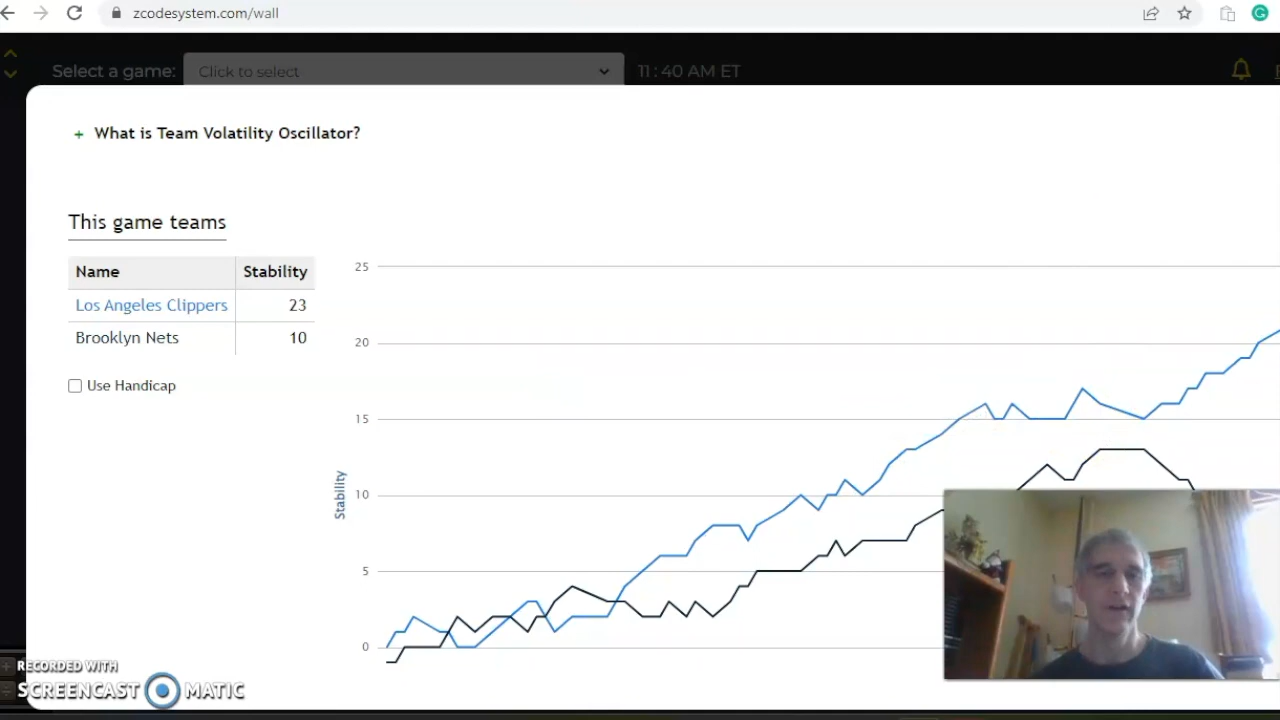 zcodesystem.com/wall
Select a game: Click to select 11:40 AM ET
+ What is Team Volatility Oscillator?
This game teams
Name Stability
Los Angeles Clippers 23
Brooklyn Nets 10
Use Handicap
25
20
15
10
5
0
Stability
RECORDED WITH
SCREENCAST MATIC